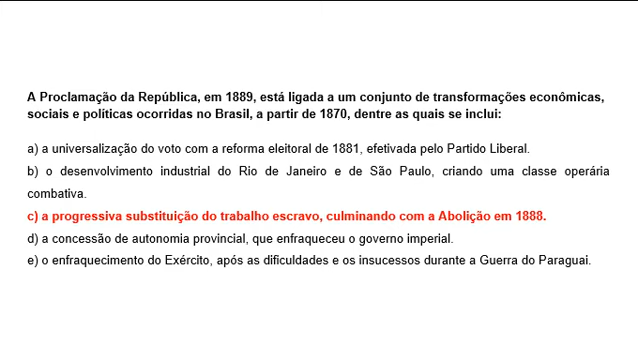 A Proclamação da República, em 1889, está ligada a um conjunto de transformações econômicas,
sociais e políticas ocorridas no Brasil, a partir de 1870, dentre as quais se inclui:
a) a universalização do voto com a reforma eleitoral de 1881, efetivada pelo Partido Liberal.
b) o desenvolvimento industrial do Rio de Janeiro e de São Paulo, criando uma classe operária
combativa.
c) a progressiva substituição do trabalho escravo, culminando com a Abolição em 1888.
d) a concessão de autonomia provincial, que enfraqueceu o governo imperial.
e) o enfraquecimento do Exército, após as dificuldades e os insucessos durante a Guerra do Paraguai.